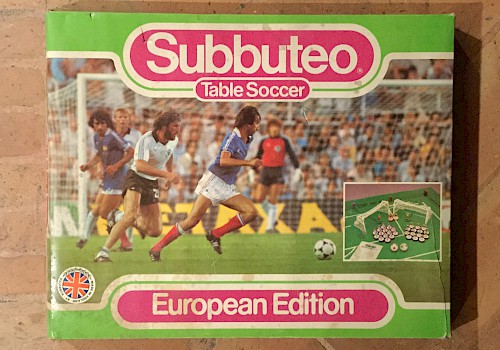 Subbuteo®
Table Soccer
European Edition